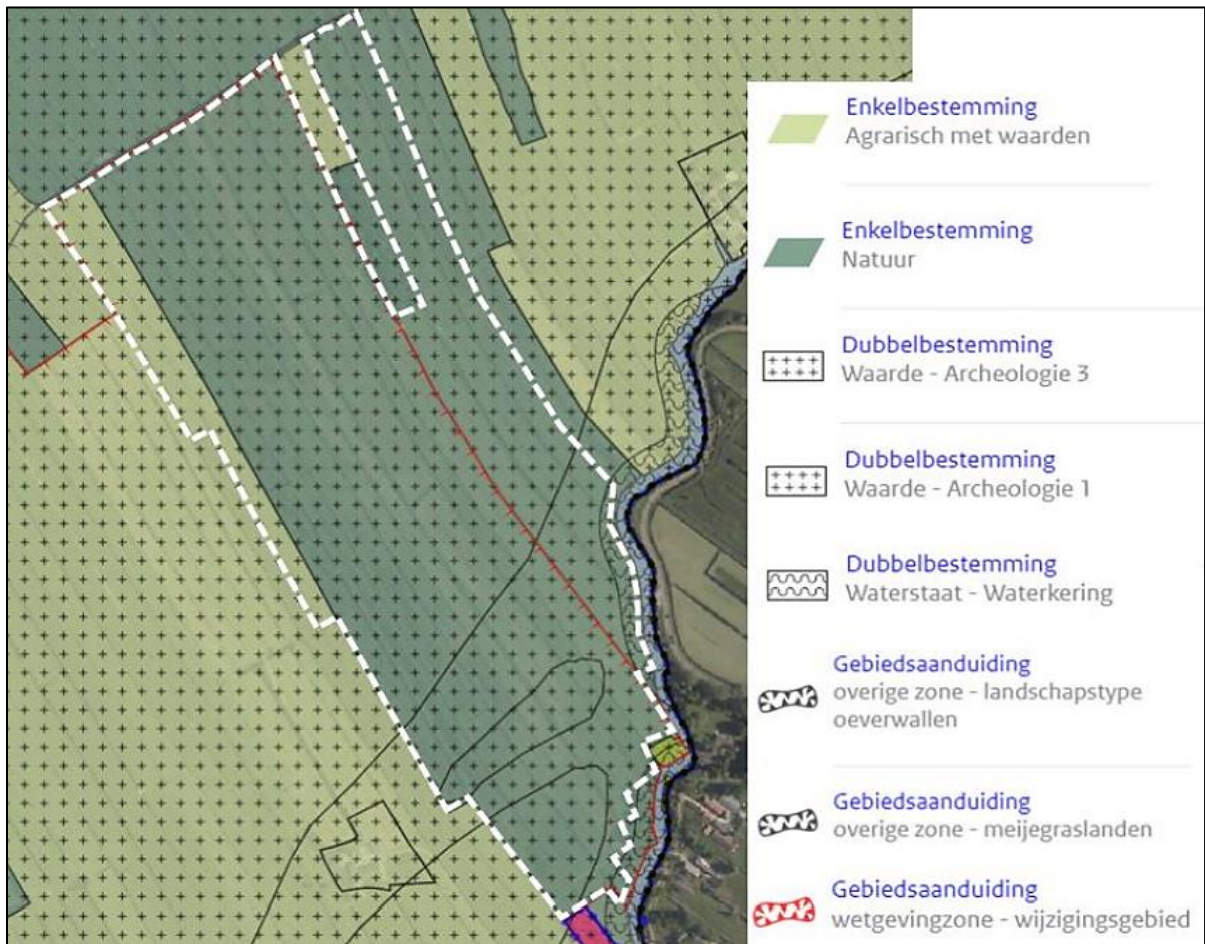 Enkelbestemming
Agrarisch met waarden
Enkelbestemming
Natuur
Dubbelbestemming
Waarde - Archeologie 3
Dubbelbestemming
Waarde - Archeologie 1
Dubbelbestemming
Waterstaat - Waterkering
Gebiedsaanduiding
overige zone - landschapstype
oeverwallen
Gebiedsaanduiding
overige zone - meijegraslanden
Gebiedsaanduiding
wetgevingzone - wijzigingsgebied